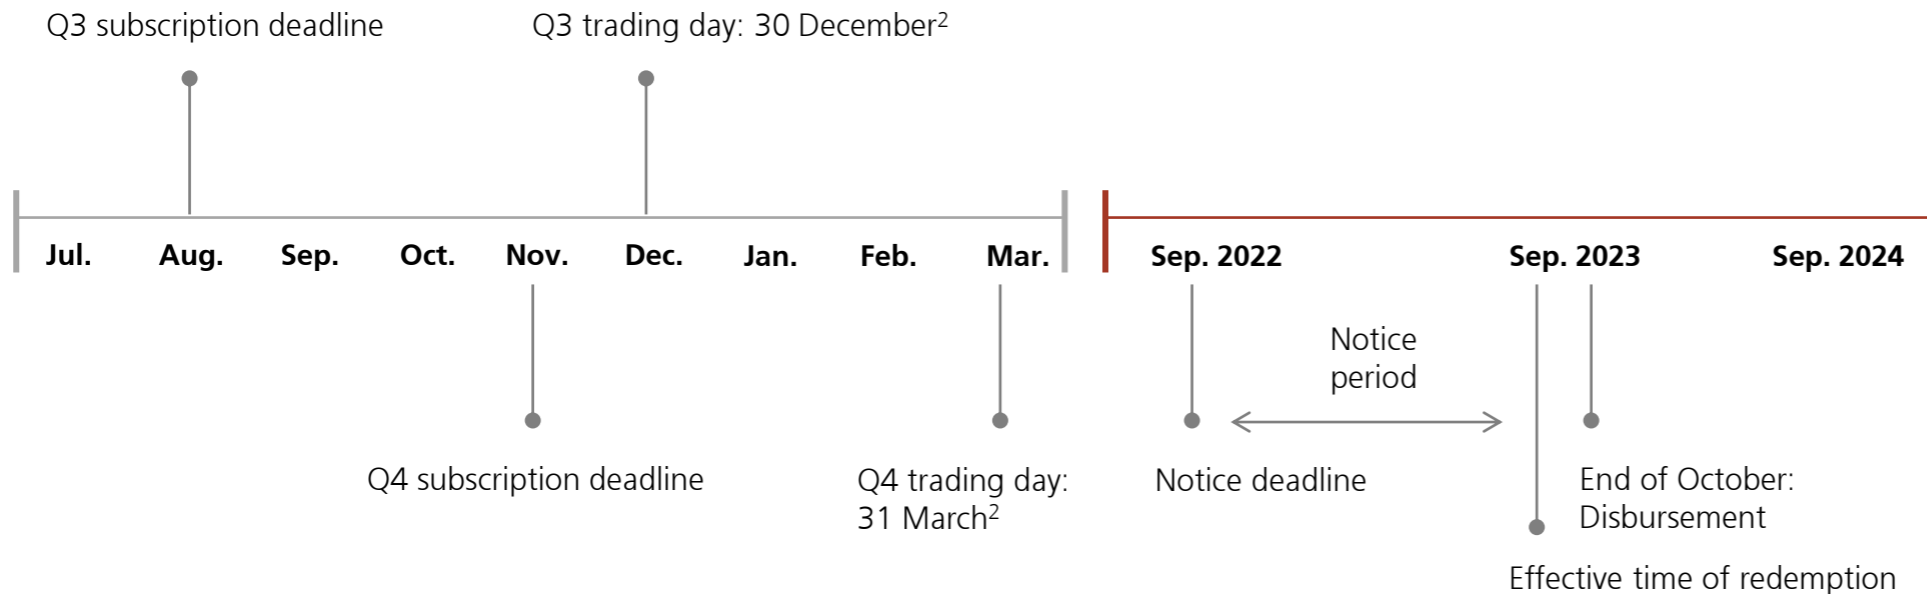 Q3 subscription deadline
Q3 trading day: 30 December²
Jul. Aug. Sep. Oct. Nov. Dec. Jan. Feb. Mar. Sep. 2022 Sep. 2023 Sep. 2024
Notice
period
Q4 subscription deadline
Q4 trading day:
31 March²
Notice deadline
End of October:
Disbursement
Effective time of redemption